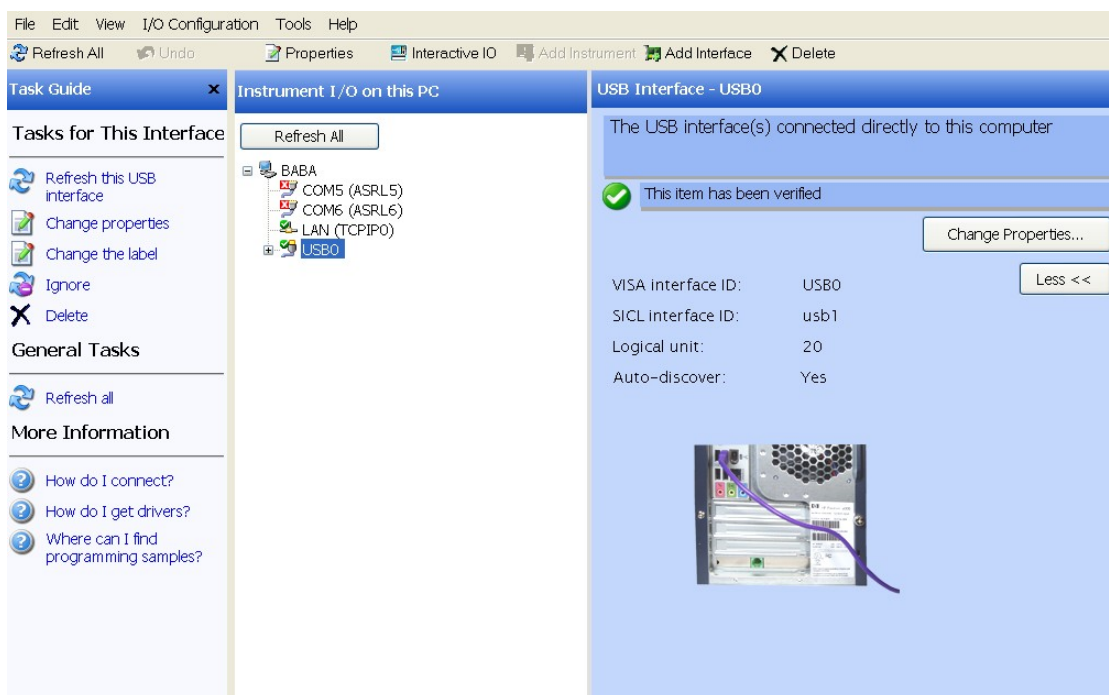 File Edit View I/O Configuration Tools Help
Refresh All Undo Properties Interactive IO Add Instrument Add Interface Delete
Task Guide
Tasks for This Interface
Refresh this USB
interface
Change properties
Change the label
Ignore
Delete
General Tasks
Refresh all
More Information
How do I connect?
How do I get drivers?
Where can I find
programming samples?
Instrument I/O on this PC
Refresh All
BABA
COM5 (ASRL5)
COM6 (ASRL6)
LAN (TCPIP0)
USB0
USB Interface - USB0
The USB interface(s) connected directly to this computer
This item has been verified
Change Properties...
Less <<
VISA interface ID: USB0
SICL interface ID: usb1
Logical unit: 20
Auto-discover: Yes